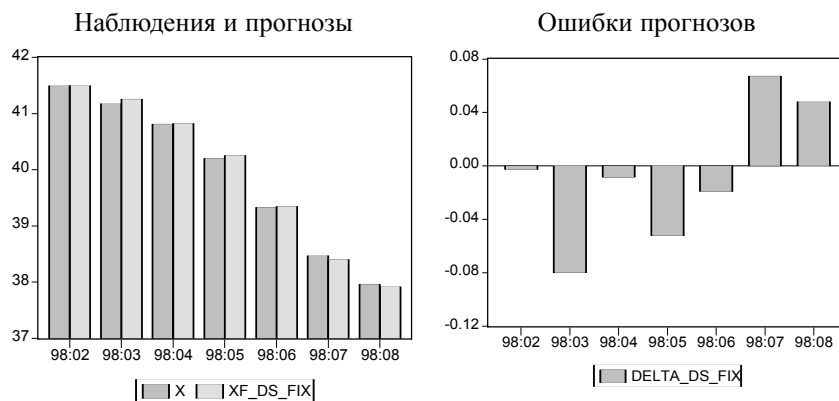 Наблюдения и прогнозы
42
41
40
39
38
37
98:02 98:03 98:04 98:05 98:06 98:07 98:08
X XF_DS_FIX
Ошибки прогнозов
0.08
0.04
0.00
-0.04
-0.08
-0.12
98:02 98:03 98:04 98:05 98:06 98:07 98:08
DELTA_DS_FIX